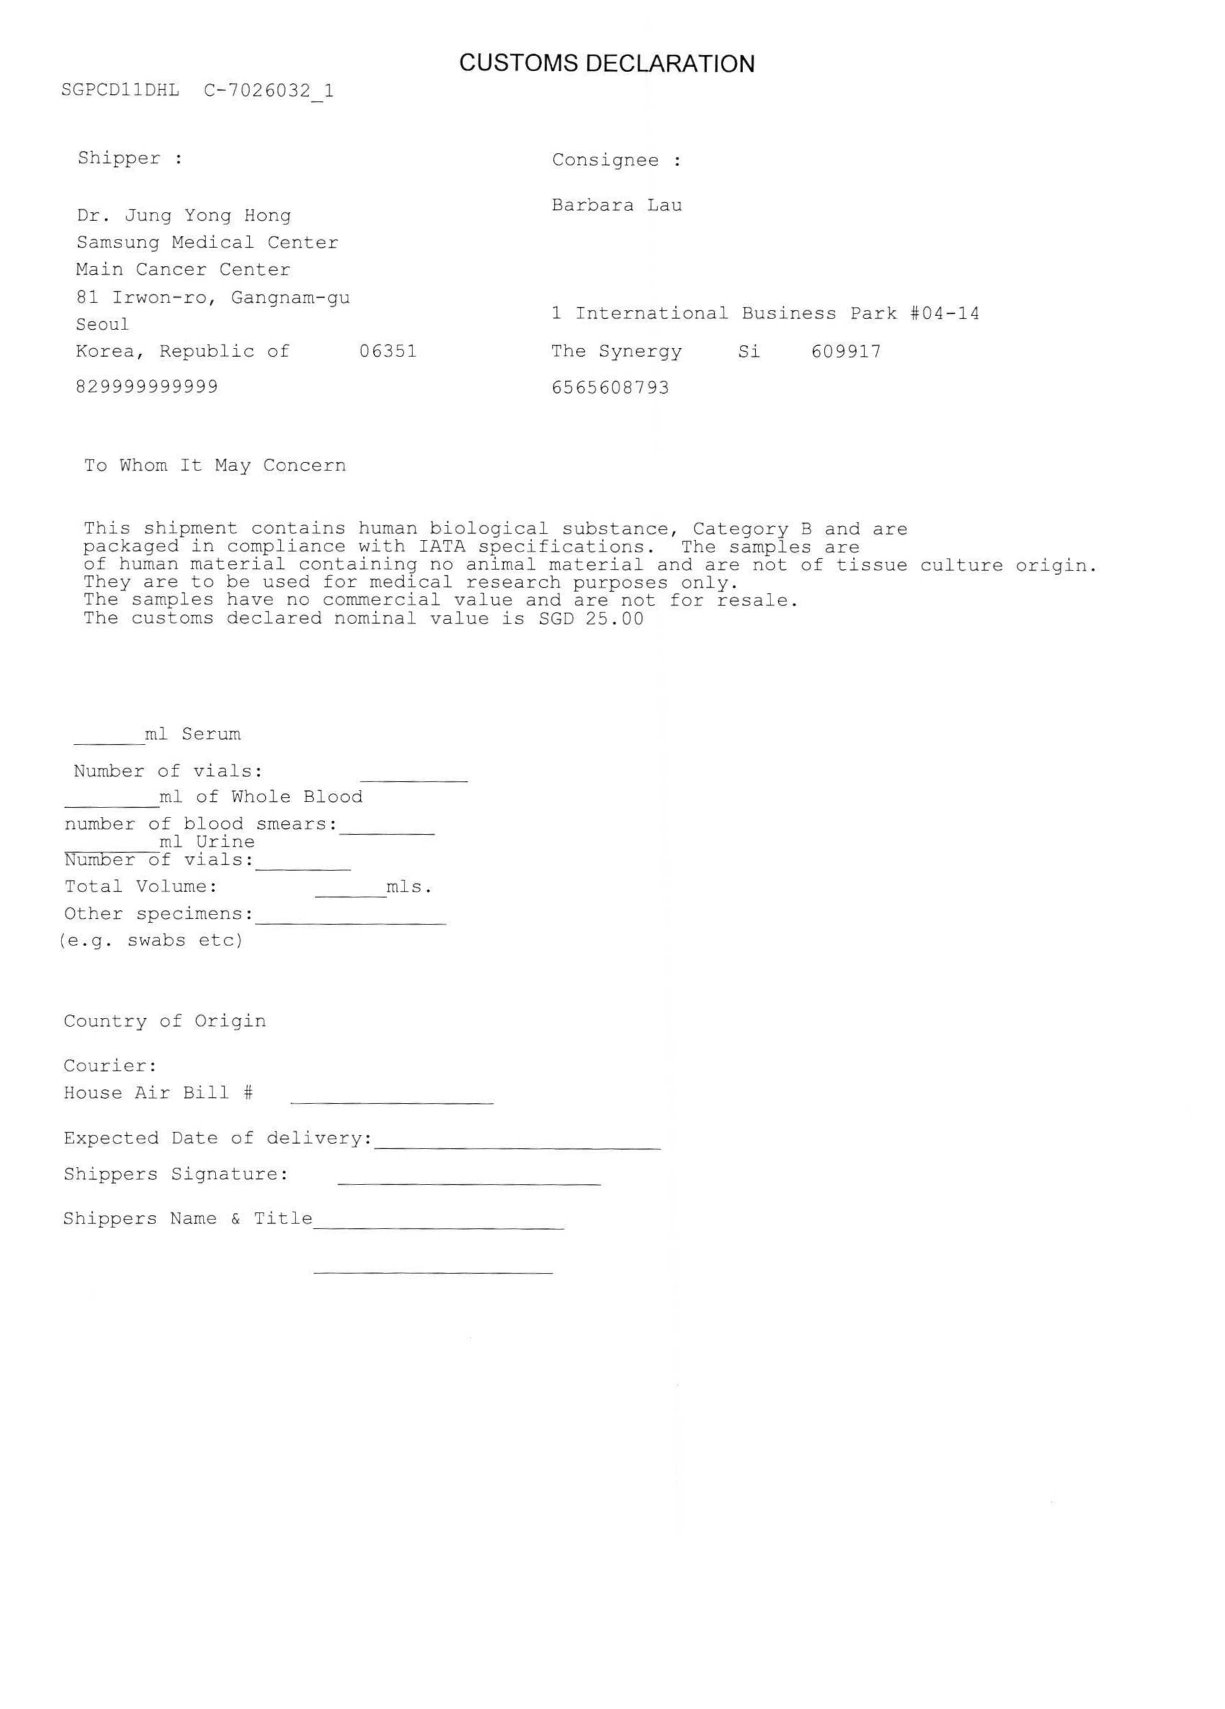 CUSTOMS DECLARATION
SGPCD11DHL C-7026032_1
Shipper :
Dr. Jung Yong Hong
Samsung Medical Center
Main Cancer Center
81 Irwon-ro, Gangnam-gu
Seoul
Korea, Republic of 06351
829999999999
Consignee :
Barbara Lau
1 International Business Park #04-14
The Synergy Si 609917
6565608793
To Whom It May Concern
This shipment contains human biological substance, Category B and are
packaged in compliance with IATA specifications. The samples are
of human material containing no animal material and are not of tissue culture origin.
They are to be used for medical research purposes only.
The samples have no commercial value and are not for resale.
The customs declared nominal value is SGD 25.00
______ml Serum
Number of vials: _________
________ml of Whole Blood
number of blood smears:________
________ml Urine
Number of vials:________
Total Volume: ______mls.
Other specimens:________________
(e.g. swabs etc)
Country of Origin
Courier:
House Air Bill # _________________
Expected Date of delivery:________________________
Shippers Signature: ______________________
Shippers Name & Title_____________________
____________________